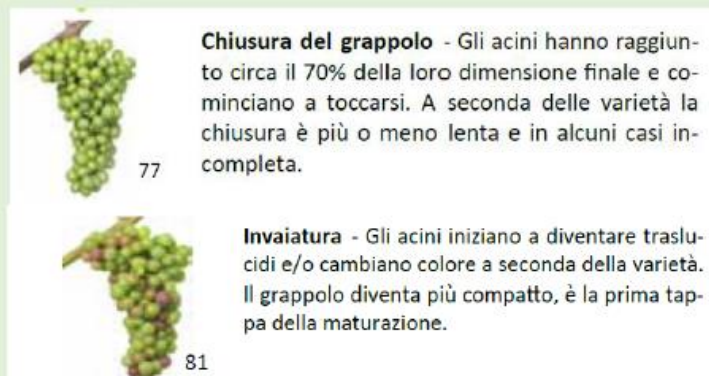 Chiusura del grappolo - Gli acini hanno raggiun-
to circa il 70% della loro dimensione finale e co-
minciano a toccarsi. A seconda delle varietà la
chiusura è più o meno lenta e in alcuni casi in-
completa.
77
Invaiatura - Gli acini iniziano a diventare traslu-
cidi e/o cambiano colore a seconda della varietà.
Il grappolo diventa più compatto, è la prima tap-
pa della maturazione.
81